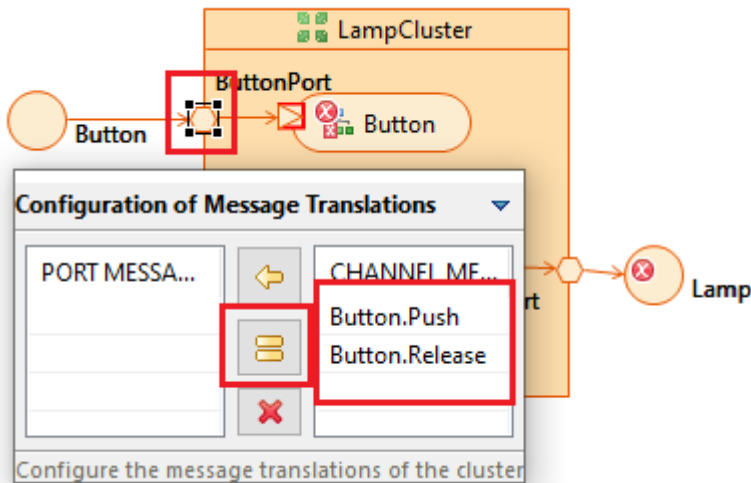 LampCluster
ButtonPort
Button
Button
Configuration of Message Translations
PORT MESSA...
CHANNEL ME...
Button.Push
Button.Release
rt
Lamp
Configure the message translations of the cluster